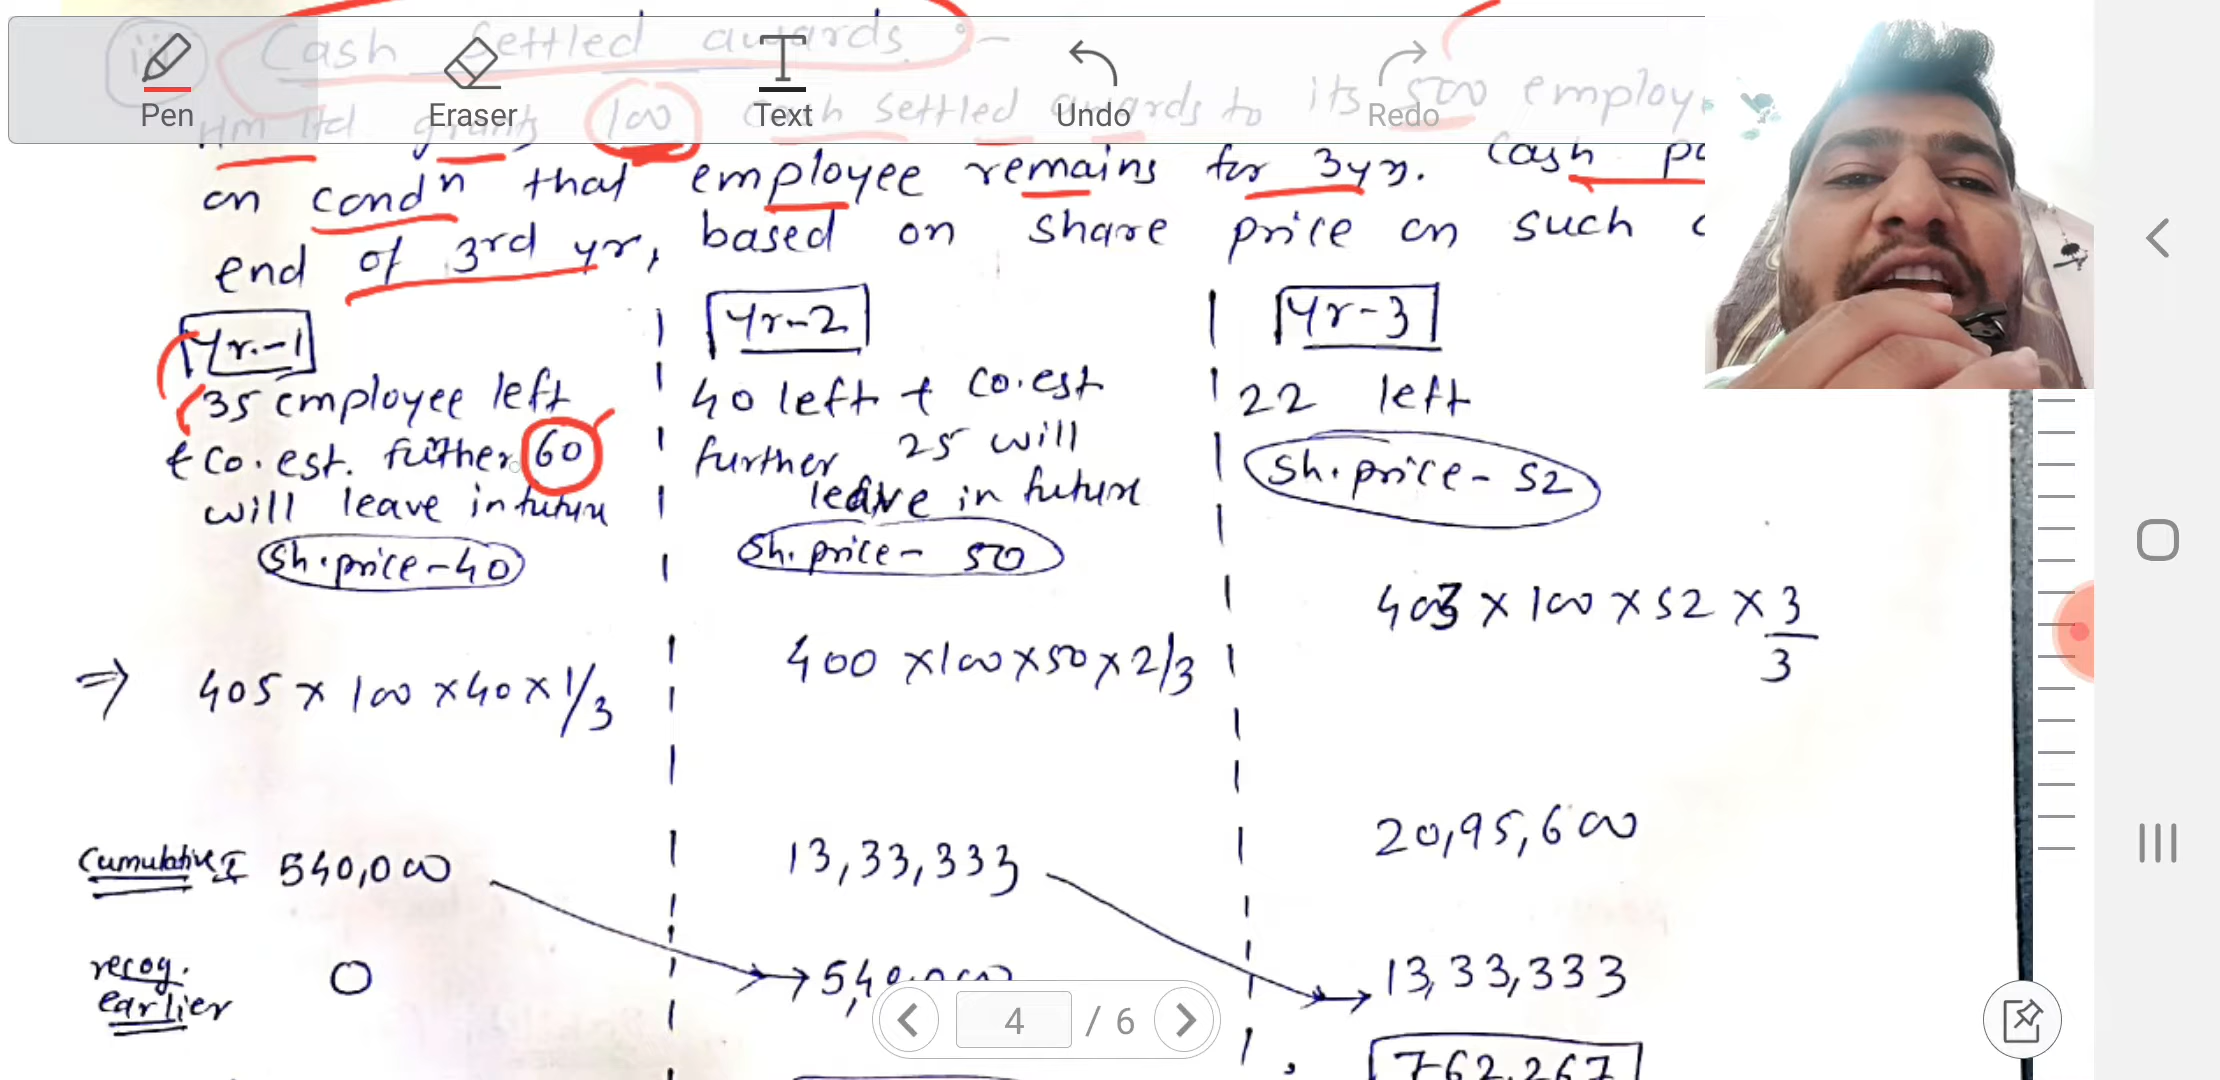 iii) Cash Settled awards :-
Pen Eraser Text Undo Redo
HM ltd grants 100 cash settled awards to its 500 employ
on condn that employee remains for 3yr. Cash
end of 3rd yr, based on share price on such
Yr.-1
35 employee left
& Co. est. further 60
will leave in future
Sh. price - 40
Yr-2
40 left + Co. est
further 25 will
leave in future
Sh. price - 50
Yr-3
22 left
Sh. price - 52
⇒ 405 × 100 × 40 × 1/3
400 × 100 × 50 × 2/3
403 × 100 × 52 × 3/3
Cumulative 540,000
13,33,333
20,95,600
recog. earlier 0
540,000
13,33,333
762,267
4 / 6